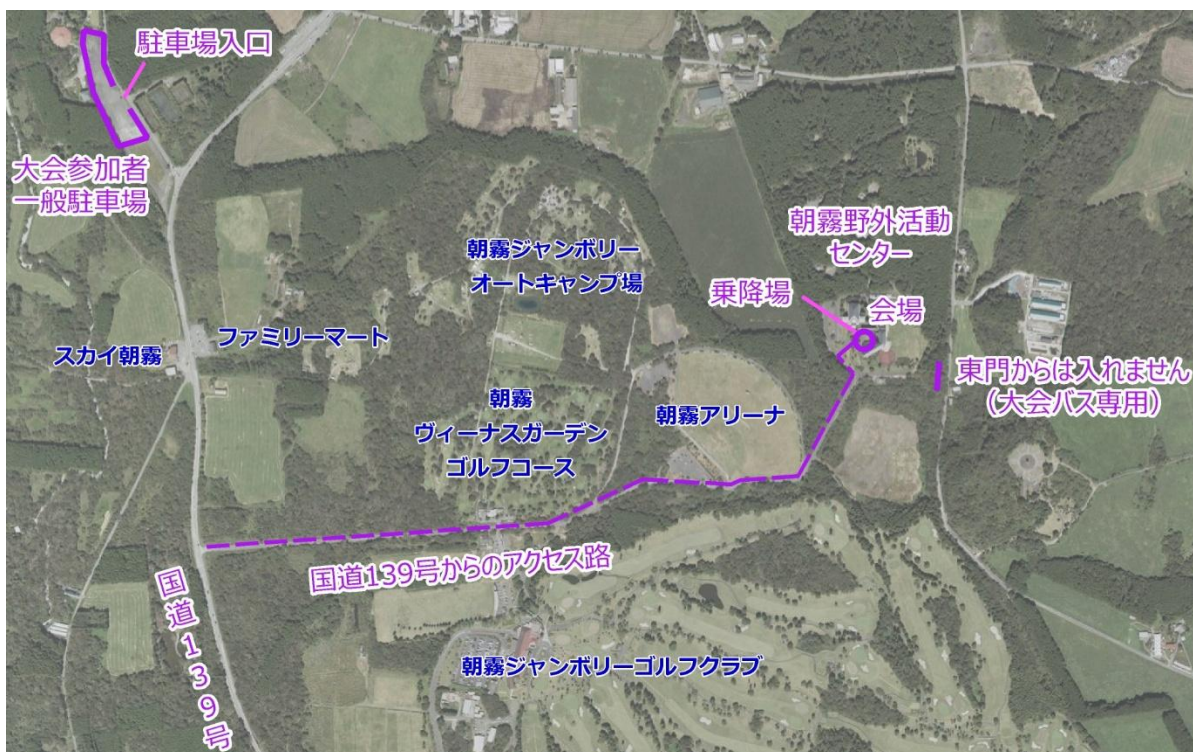 駐車場入口
大会参加者
一般駐車場
朝霧ジャンボリー
オートキャンプ場
朝霧野外活動
センター
乗降場
会場
ファミリーマート
スカイ朝霧
東門からは入れません
（大会バス専用）
朝霧
ヴィーナスガーデン
ゴルフコース
朝霧アリーナ
国道139号からのアクセス路
国道139号
朝霧ジャンボリーゴルフクラブ